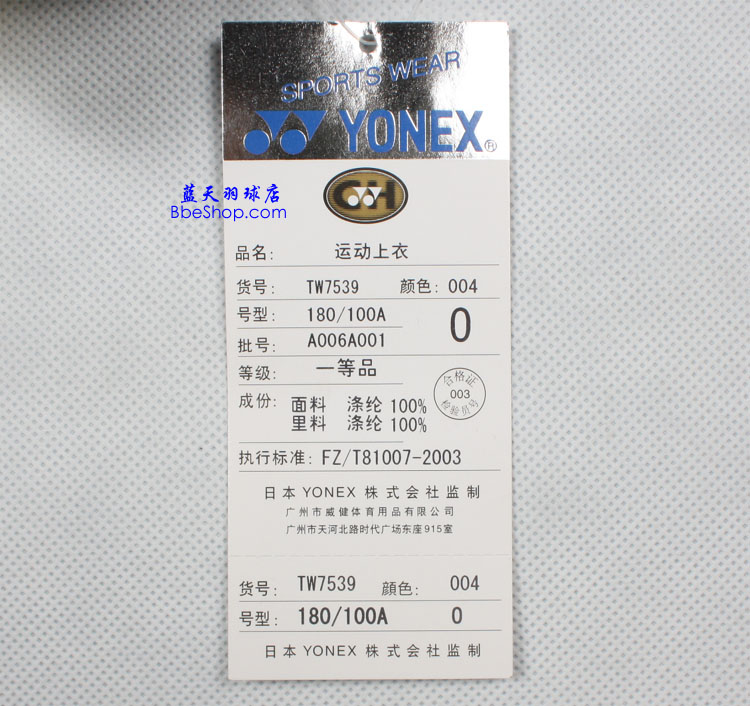 SPORTS WEAR
YONEX®
GH
蓝天羽球店
BbeShop.com
品名: 运动上衣
货号: TW7539 颜色: 004
号型: 180/100A O
批号: A006A001
等级: 一等品
成份: 面料 涤纶 100%
里料 涤纶 100%
合格证
003
检验员号
执行标准: FZ/T81007-2003
日本 YONEX 株式会社监制
广州市威健体育用品有限公司
广州市天河北路时代广场东座915室
货号: TW7539 顔色: 004
号型: 180/100A O
日本 YONEX 株式会社监制